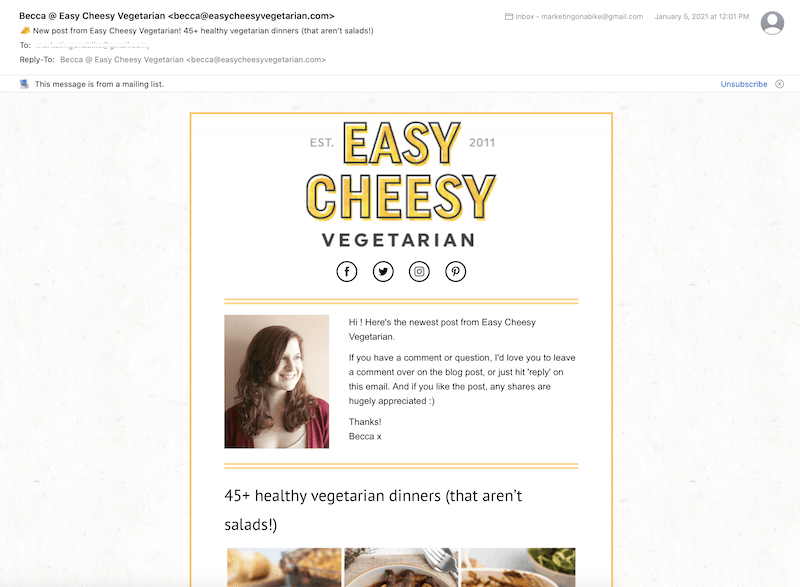 Becca @ Easy Cheesy Vegetarian <becca@easycheesyvegetarian.com>
Inbox - marketingonabike@gmail.com
January 5, 2021 at 12:01 PM
New post from Easy Cheesy Vegetarian! 45+ healthy vegetarian dinners (that aren't salads!)
To:
Reply-To: Becca @ Easy Cheesy Vegetarian <becca@easycheesyvegetarian.com>
This message is from a mailing list.
Unsubscribe
EST. EASY 2011
CHEESY
VEGETARIAN
Hi ! Here's the newest post from Easy Cheesy
Vegetarian.
If you have a comment or question, I'd love you to leave
a comment over on the blog post, or just hit 'reply' on
this email. And if you like the post, any shares are
hugely appreciated :)
Thanks!
Becca x
45+ healthy vegetarian dinners (that aren’t
salads!)